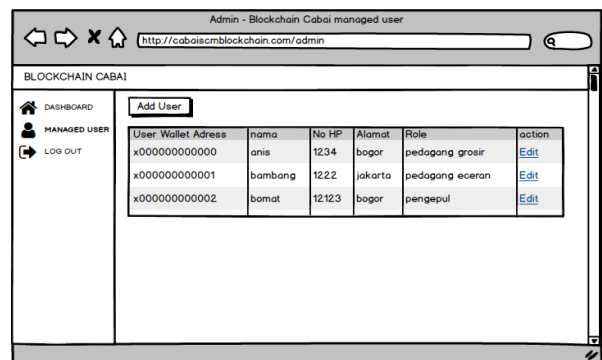 Admin - Blockchain Cabai managed user
http://cabaiscmblockchain.com/admin
BLOCKCHAIN CABAI
DASHBOARD
MANAGED USER
LOG OUT
Add User
User Wallet Adress nama No HP Alamat Role action
x000000000000 anis 1234 bogor pedagang grosir Edit
x000000000001 bambang 1222 jakarta pedagang eceran Edit
x000000000002 bomat 12123 bogor pengepul Edit